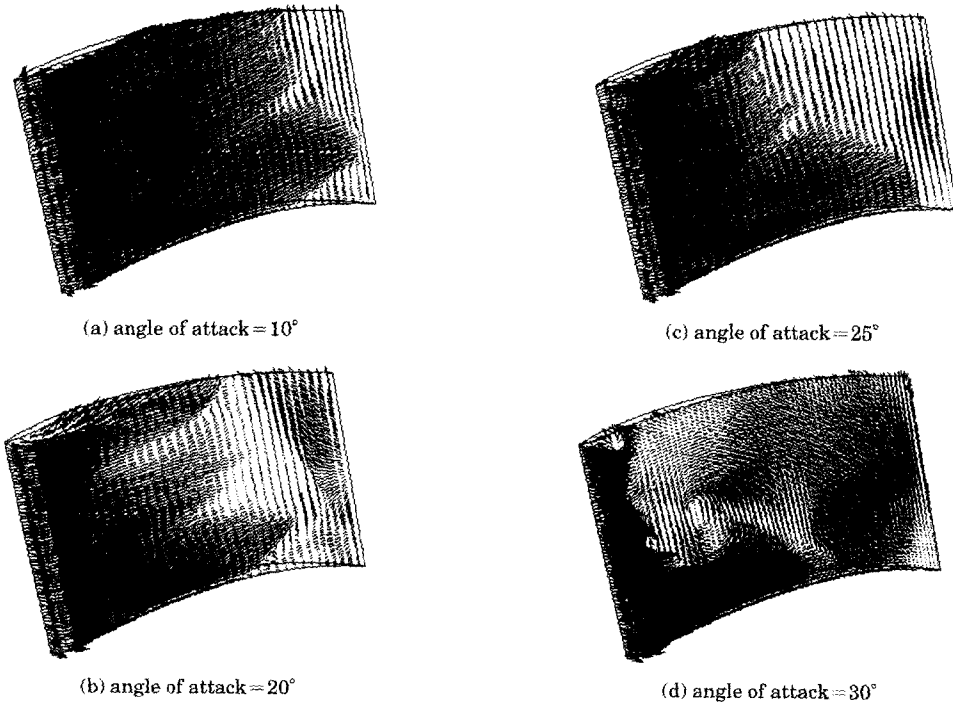 (a) angle of attack=10°
(c) angle of attack=25°
(b) angle of attack=20°
(d) angle of attack=30°